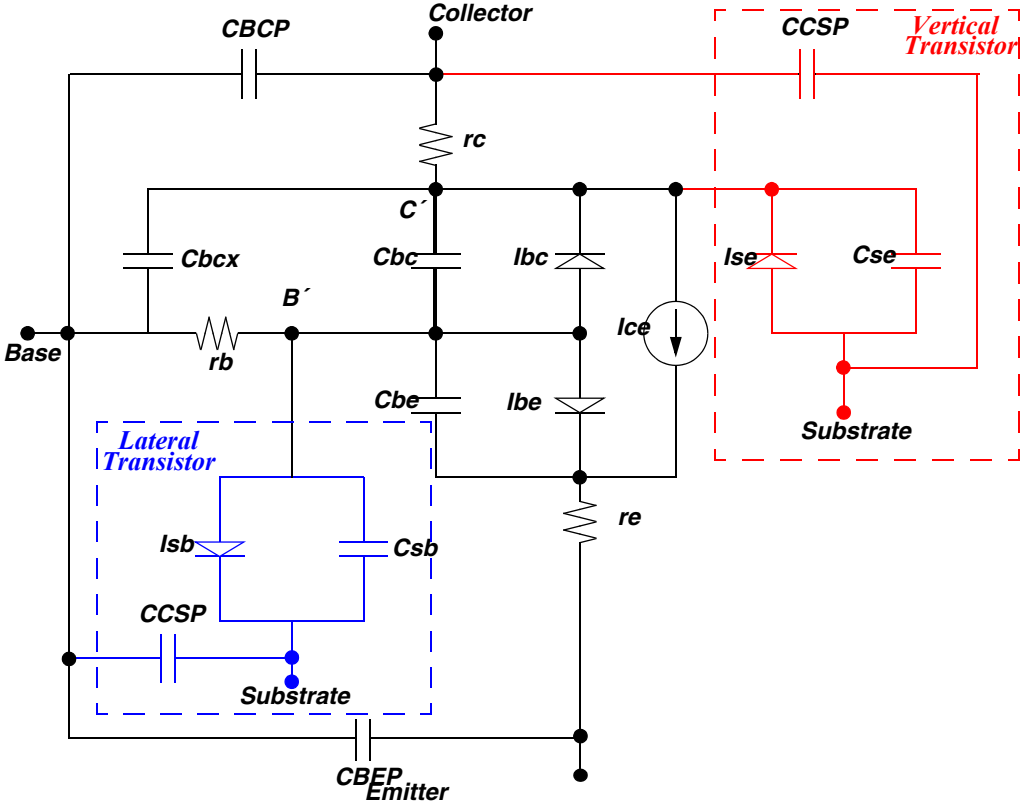 Collector
CBCP
CCSP
Vertical
Transistor
rc
C´
Cbcx
Cbc
Ibc
Ise
Cse
B´
Ice
Base
rb
Cbe
Ibe
Substrate
Lateral
Transistor
re
Isb
Csb
CCSP
Substrate
CBEP
Emitter